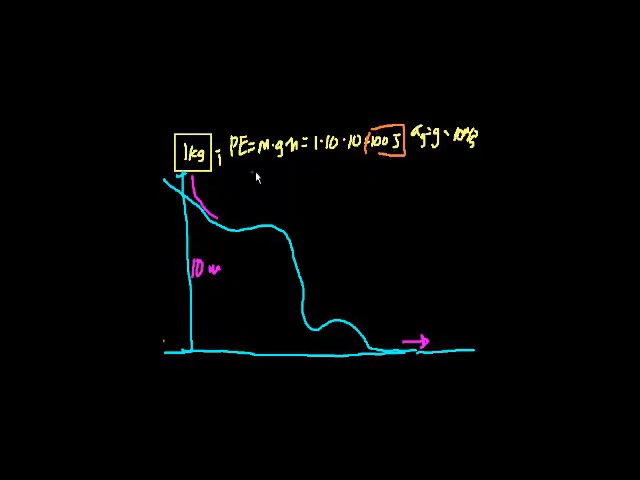 1kg i PE = m·g·h = 1·10·10 = 100 J
10 m